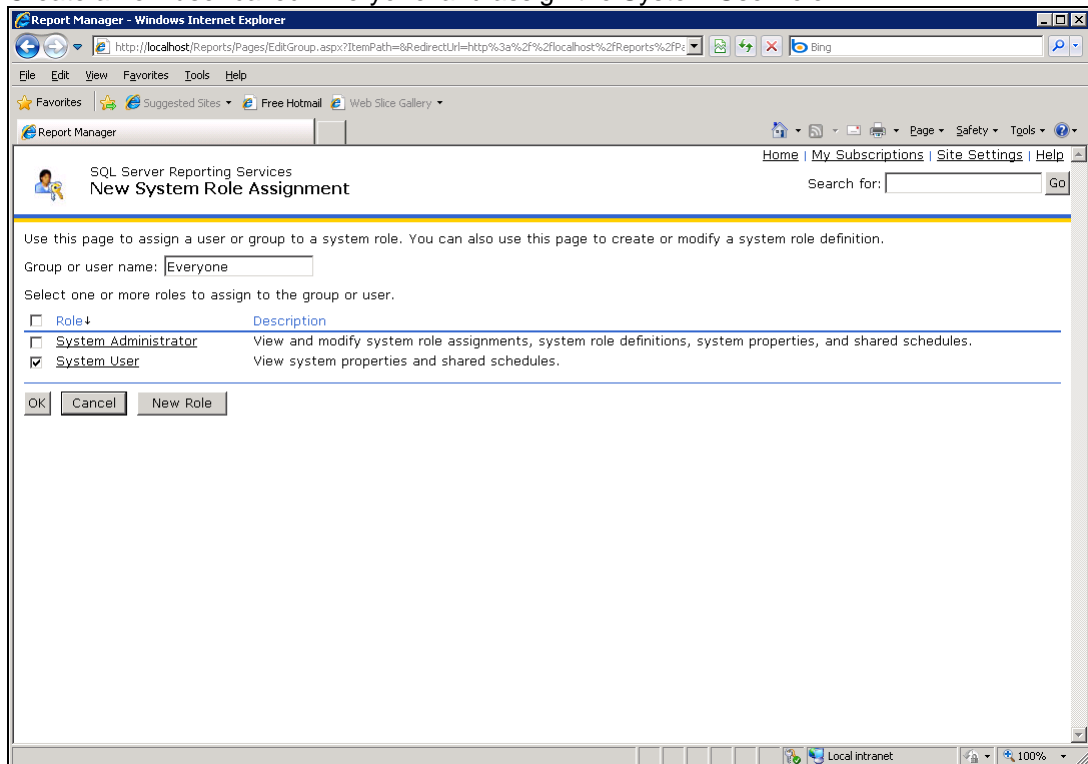 Report Manager - Windows Internet Explorer
http://localhost/Reports/Pages/EditGroup.aspx?ItemPath=&RedirectUrl=http%3a%2f%2flocalhost%2fReports%2fPa
Bing
File Edit View Favorites Tools Help
Favorites Suggested Sites Free Hotmail Web Slice Gallery
Report Manager
Page Safety Tools
Home | My Subscriptions | Site Settings | Help
SQL Server Reporting Services
New System Role Assignment
Search for: Go
Use this page to assign a user or group to a system role. You can also use this page to create or modify a system role definition.
Group or user name: Everyone
Select one or more roles to assign to the group or user.
Role↓ Description
System Administrator View and modify system role assignments, system role definitions, system properties, and shared schedules.
System User View system properties and shared schedules.
OK Cancel New Role
Local intranet 100%